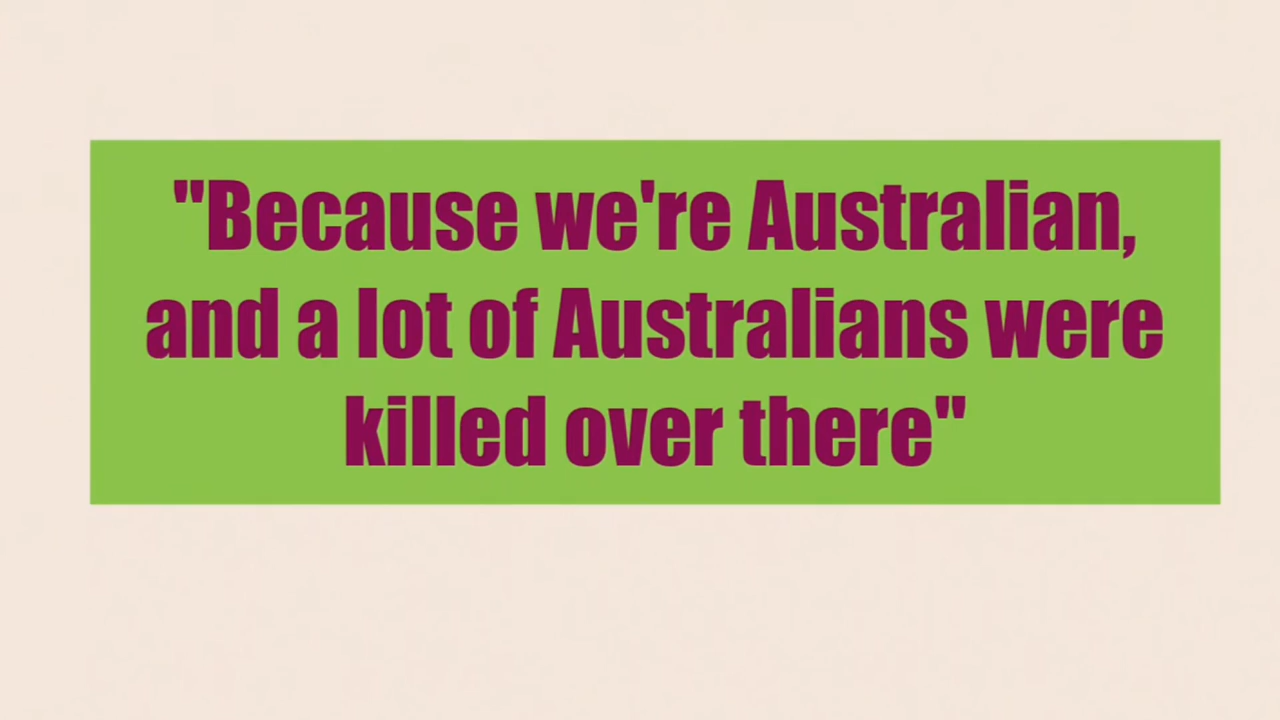 "Because we're Australian,
and a lot of Australians were
killed over there"